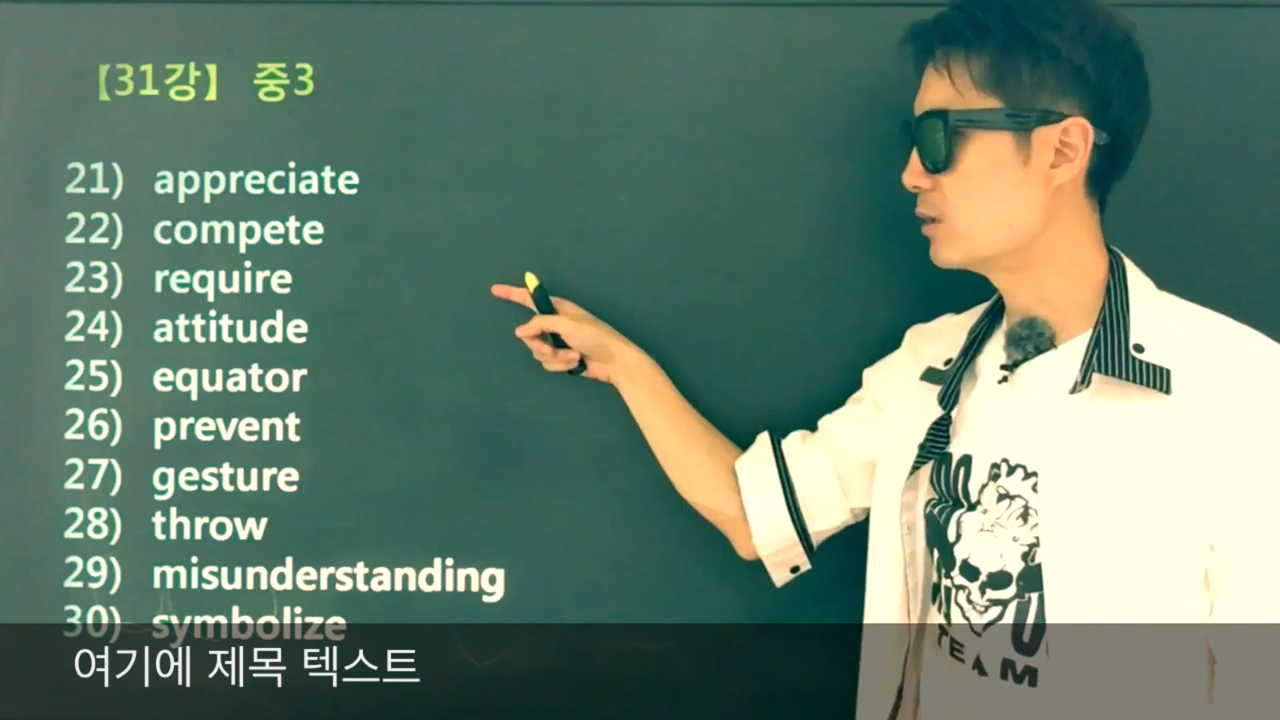 【31강】 중3
21) appreciate
22) compete
23) require
24) attitude
25) equator
26) prevent
27) gesture
28) throw
29) misunderstanding
30) symbolize
여기에 제목 텍스트
TEAM